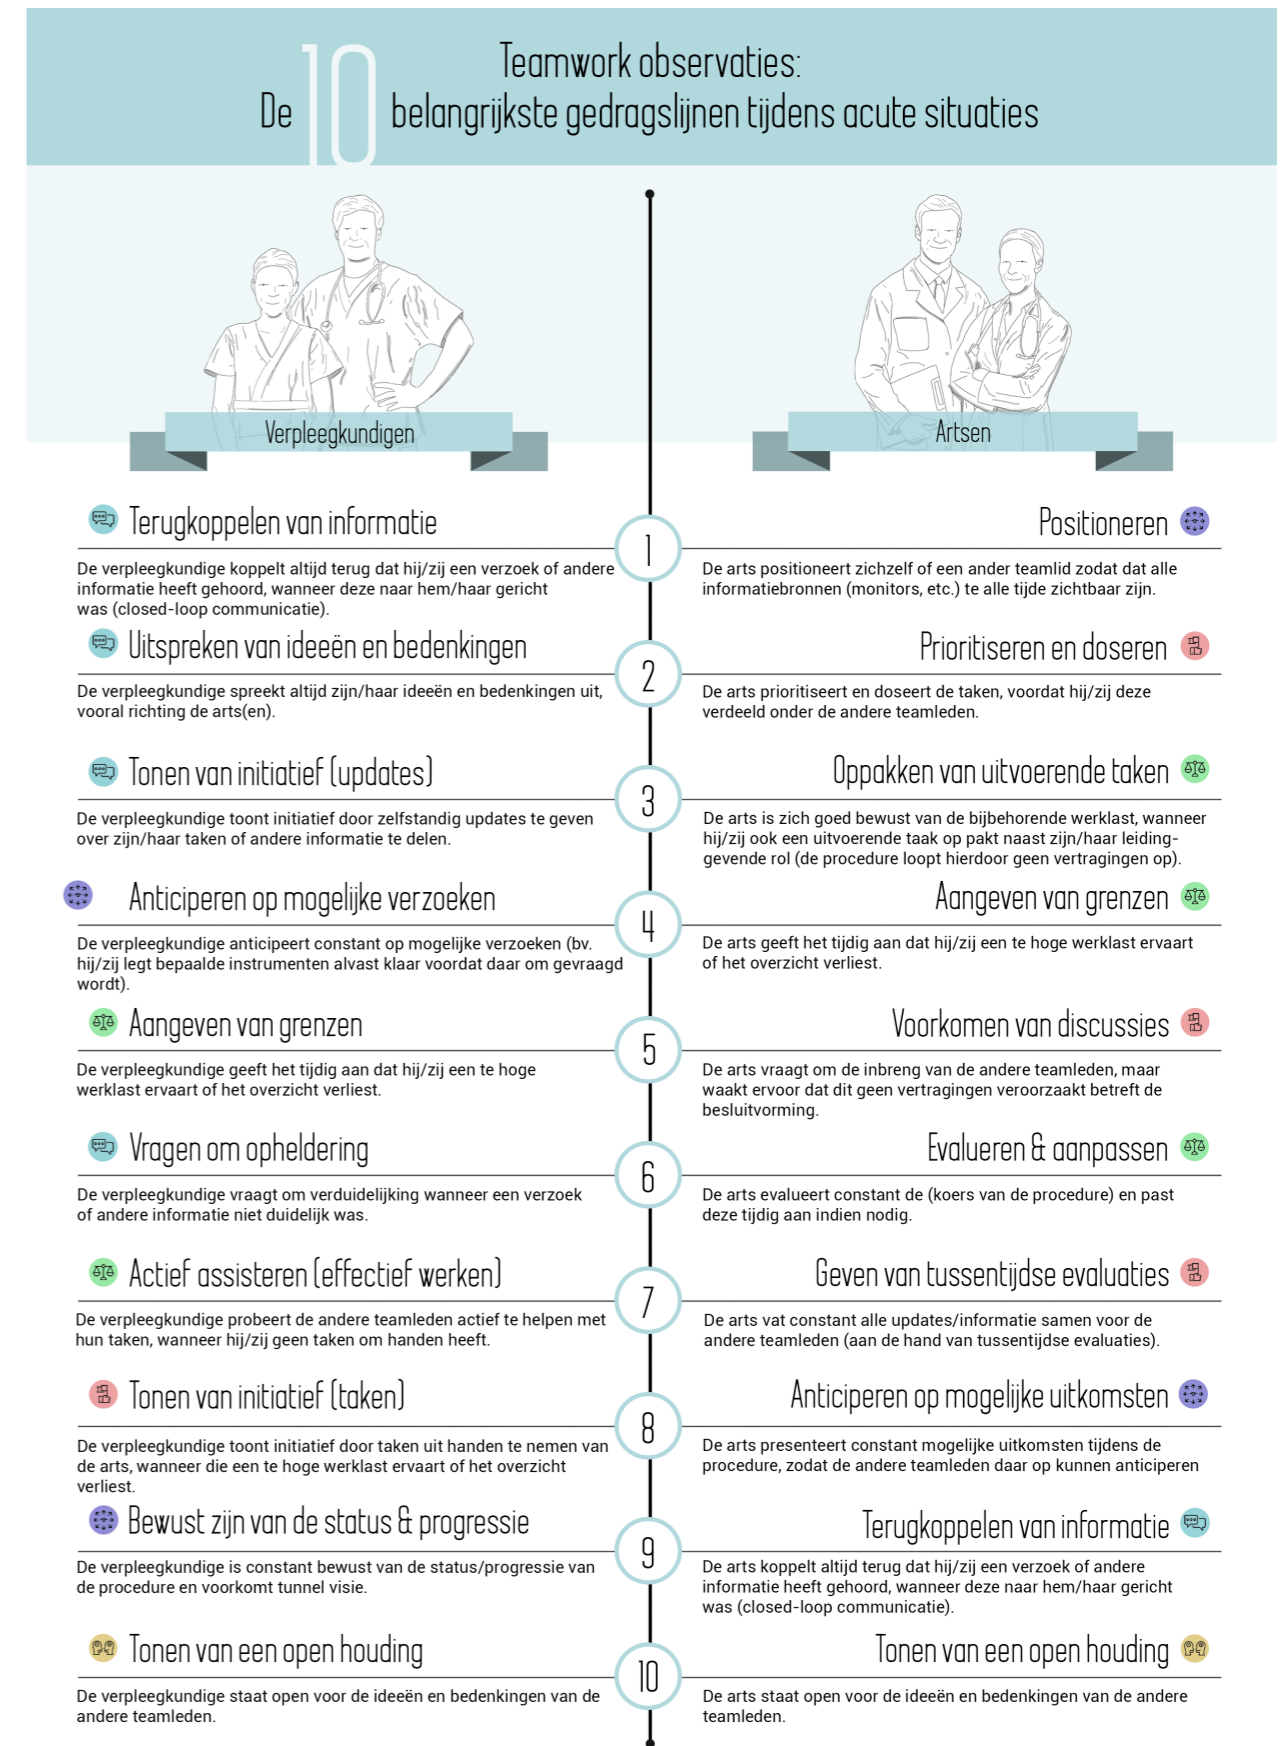 Teamwork observaties:
De 10 belangrijkste gedragslijnen tijdens acute situaties
Verpleegkundigen
Artsen
1
Terugkoppelen van informatie
De verpleegkundige koppelt altijd terug dat hij/zij een verzoek of andere
informatie heeft gehoord, wanneer deze naar hem/haar gericht
was (closed-loop communicatie).
Positioneren
De arts positioneert zichzelf of een ander teamlid zodat dat alle
informatiebronnen (monitors, etc.) te alle tijde zichtbaar zijn.
2
Uitspreken van ideeën en bedenkingen
De verpleegkundige spreekt altijd zijn/haar ideeën en bedenkingen uit,
vooral richting de arts(en).
Prioritiseren en doseren
De arts prioritiseert en doseert de taken, voordat hij/zij deze
verdeeld onder de andere teamleden.
3
Tonen van initiatief (updates)
De verpleegkundige toont initiatief door zelfstandig updates te geven
over zijn/haar taken of andere informatie te delen.
Oppakken van uitvoerende taken
De arts is zich goed bewust van de bijbehorende werklast, wanneer
hij/zij ook een uitvoerende taak op pakt naast zijn/haar leiding-
gevende rol (de procedure loopt hierdoor geen vertragingen op).
4
Anticiperen op mogelijke verzoeken
De verpleegkundige anticipeert constant op mogelijke verzoeken (bv.
hij/zij legt bepaalde instrumenten alvast klaar voordat daar om gevraagd
wordt).
Aangeven van grenzen
De arts geeft het tijdig aan dat hij/zij een te hoge werklast ervaart
of het overzicht verliest.
5
Aangeven van grenzen
De verpleegkundige geeft het tijdig aan dat hij/zij een te hoge
werklast ervaart of het overzicht verliest.
Voorkomen van discussies
De arts vraagt om de inbreng van de andere teamleden, maar
waakt ervoor dat dit geen vertragingen veroorzaakt betreft de
besluitvorming.
6
Vragen om opheldering
De verpleegkundige vraagt om verduidelijking wanneer een verzoek
of andere informatie niet duidelijk was.
Evalueren & aanpassen
De arts evalueert constant de (koers van de procedure) en past
deze tijdig aan indien nodig.
7
Actief assisteren (effectief werken)
De verpleegkundige probeert de andere teamleden actief te helpen met
hun taken, wanneer hij/zij geen taken om handen heeft.
Geven van tussentijdse evaluaties
De arts vat constant alle updates/informatie samen voor de
andere teamleden (aan de hand van tussentijdse evaluaties).
8
Tonen van initiatief (taken)
De verpleegkundige toont initiatief door taken uit handen te nemen van
de arts, wanneer die een te hoge werklast ervaart of het overzicht
verliest.
Anticiperen op mogelijke uitkomsten
De arts presenteert constant mogelijke uitkomsten tijdens de
procedure, zodat de andere teamleden daar op kunnen anticiperen
9
Bewust zijn van de status & progressie
De verpleegkundige is constant bewust van de status/progressie van
de procedure en voorkomt tunnel visie.
Terugkoppelen van informatie
De arts koppelt altijd terug dat hij/zij een verzoek of andere
informatie heeft gehoord, wanneer deze naar hem/haar gericht
was (closed-loop communicatie).
10
Tonen van een open houding
De verpleegkundige staat open voor de ideeën en bedenkingen van de
andere teamleden.
Tonen van een open houding
De arts staat open voor de ideeën en bedenkingen van de andere
teamleden.